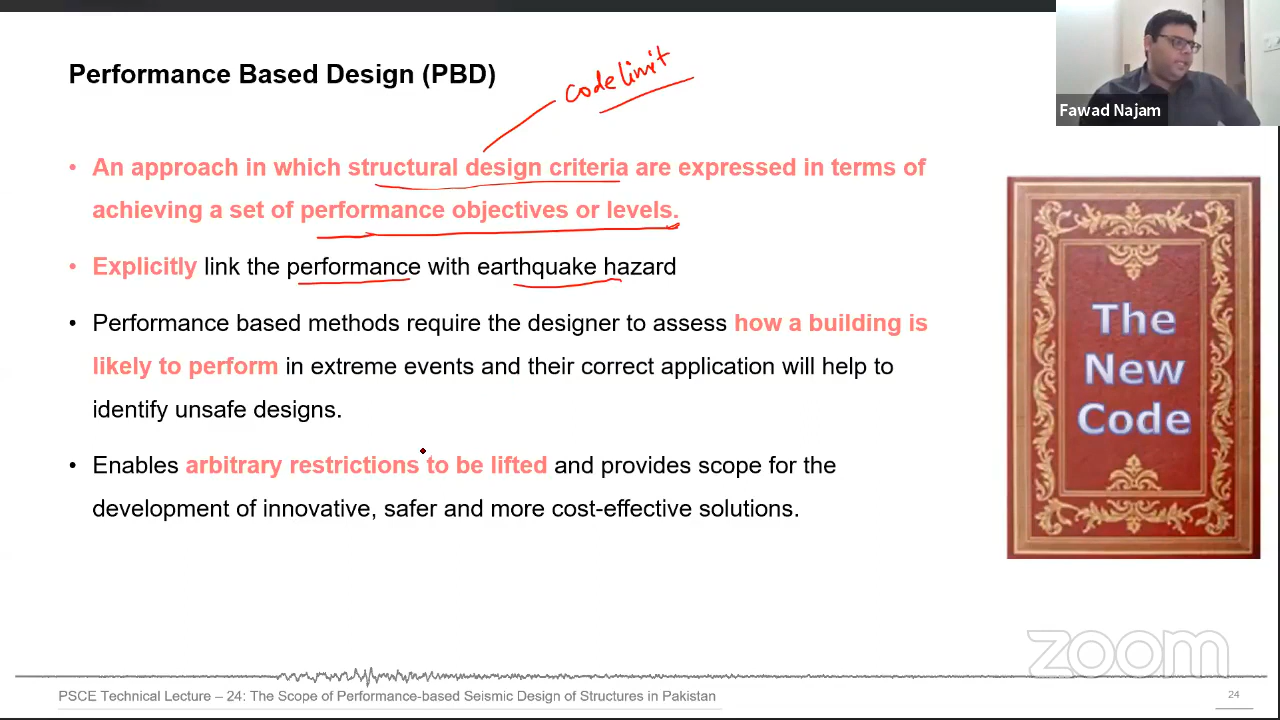 Performance Based Design (PBD)
code limit
Fawad Najam
• An approach in which structural design criteria are expressed in terms of
achieving a set of performance objectives or levels.
• Explicitly link the performance with earthquake hazard
• Performance based methods require the designer to assess how a building is
likely to perform in extreme events and their correct application will help to
identify unsafe designs.
• Enables arbitrary restrictions to be lifted and provides scope for the
development of innovative, safer and more cost-effective solutions.
The
New
Code
zoom
PSCE Technical Lecture – 24: The Scope of Performance-based Seismic Design of Structures in Pakistan
24